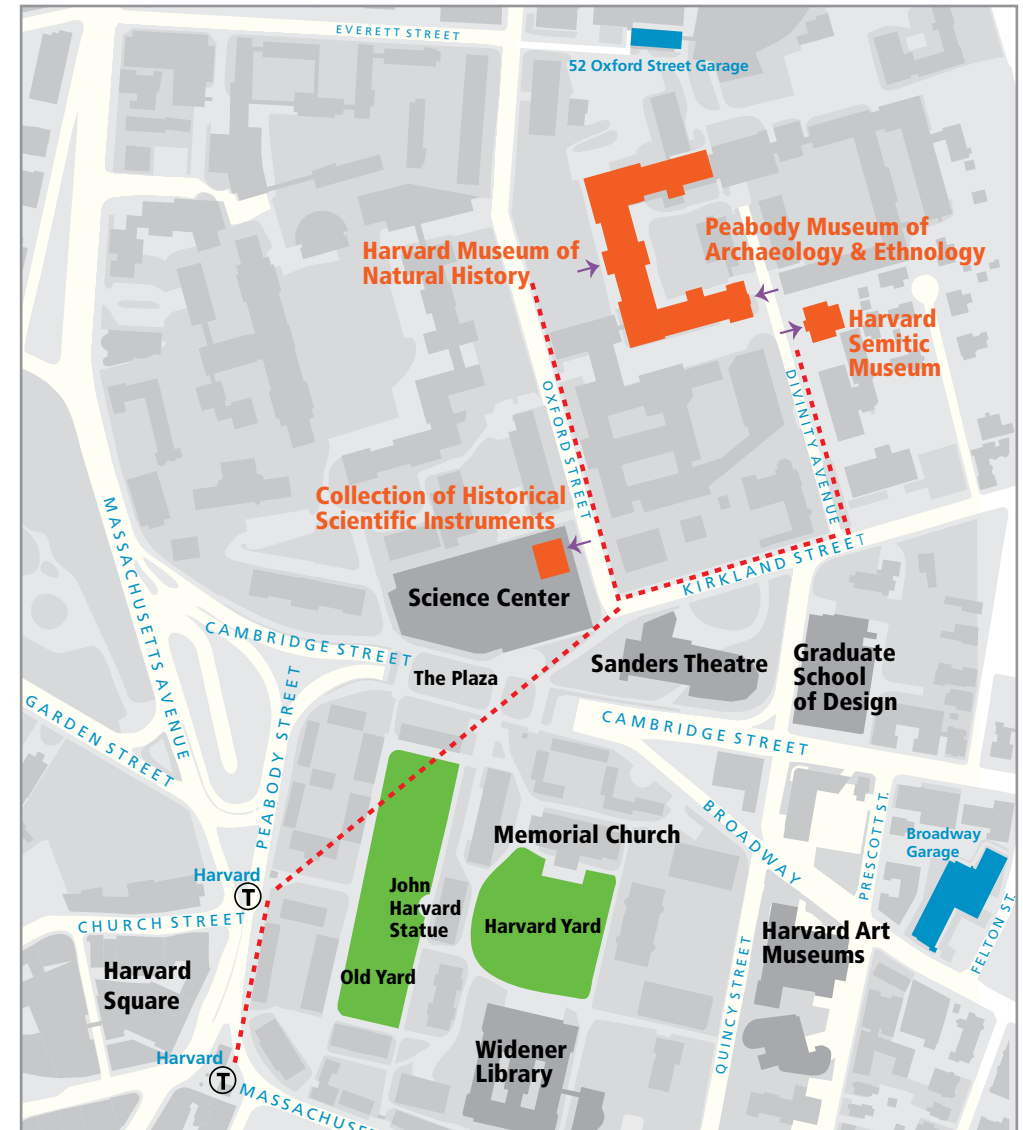 EVERETT STREET
52 Oxford Street Garage
Harvard Museum of
Natural History
Peabody Museum of
Archaeology & Ethnology
Harvard
Semitic
Museum
OXFORD STREET
DIVINITY AVENUE
Collection of Historical
Scientific Instruments
MASSACHUSETTS AVENUE
KIRKLAND STREET
Science Center
CAMBRIDGE STREET
The Plaza
Sanders Theatre
Graduate
School
of Design
GARDEN STREET
PEABODY STREET
CAMBRIDGE STREET
BROADWAY
PRESCOTT ST.
Broadway
Garage
Memorial Church
Harvard
T
John
Harvard
Statue
Harvard Yard
CHURCH STREET
Harvard Art
Museums
FELTON ST.
Harvard
Square
Old Yard
QUINCY STREET
Widener
Library
Harvard
T
MASSACHUSE